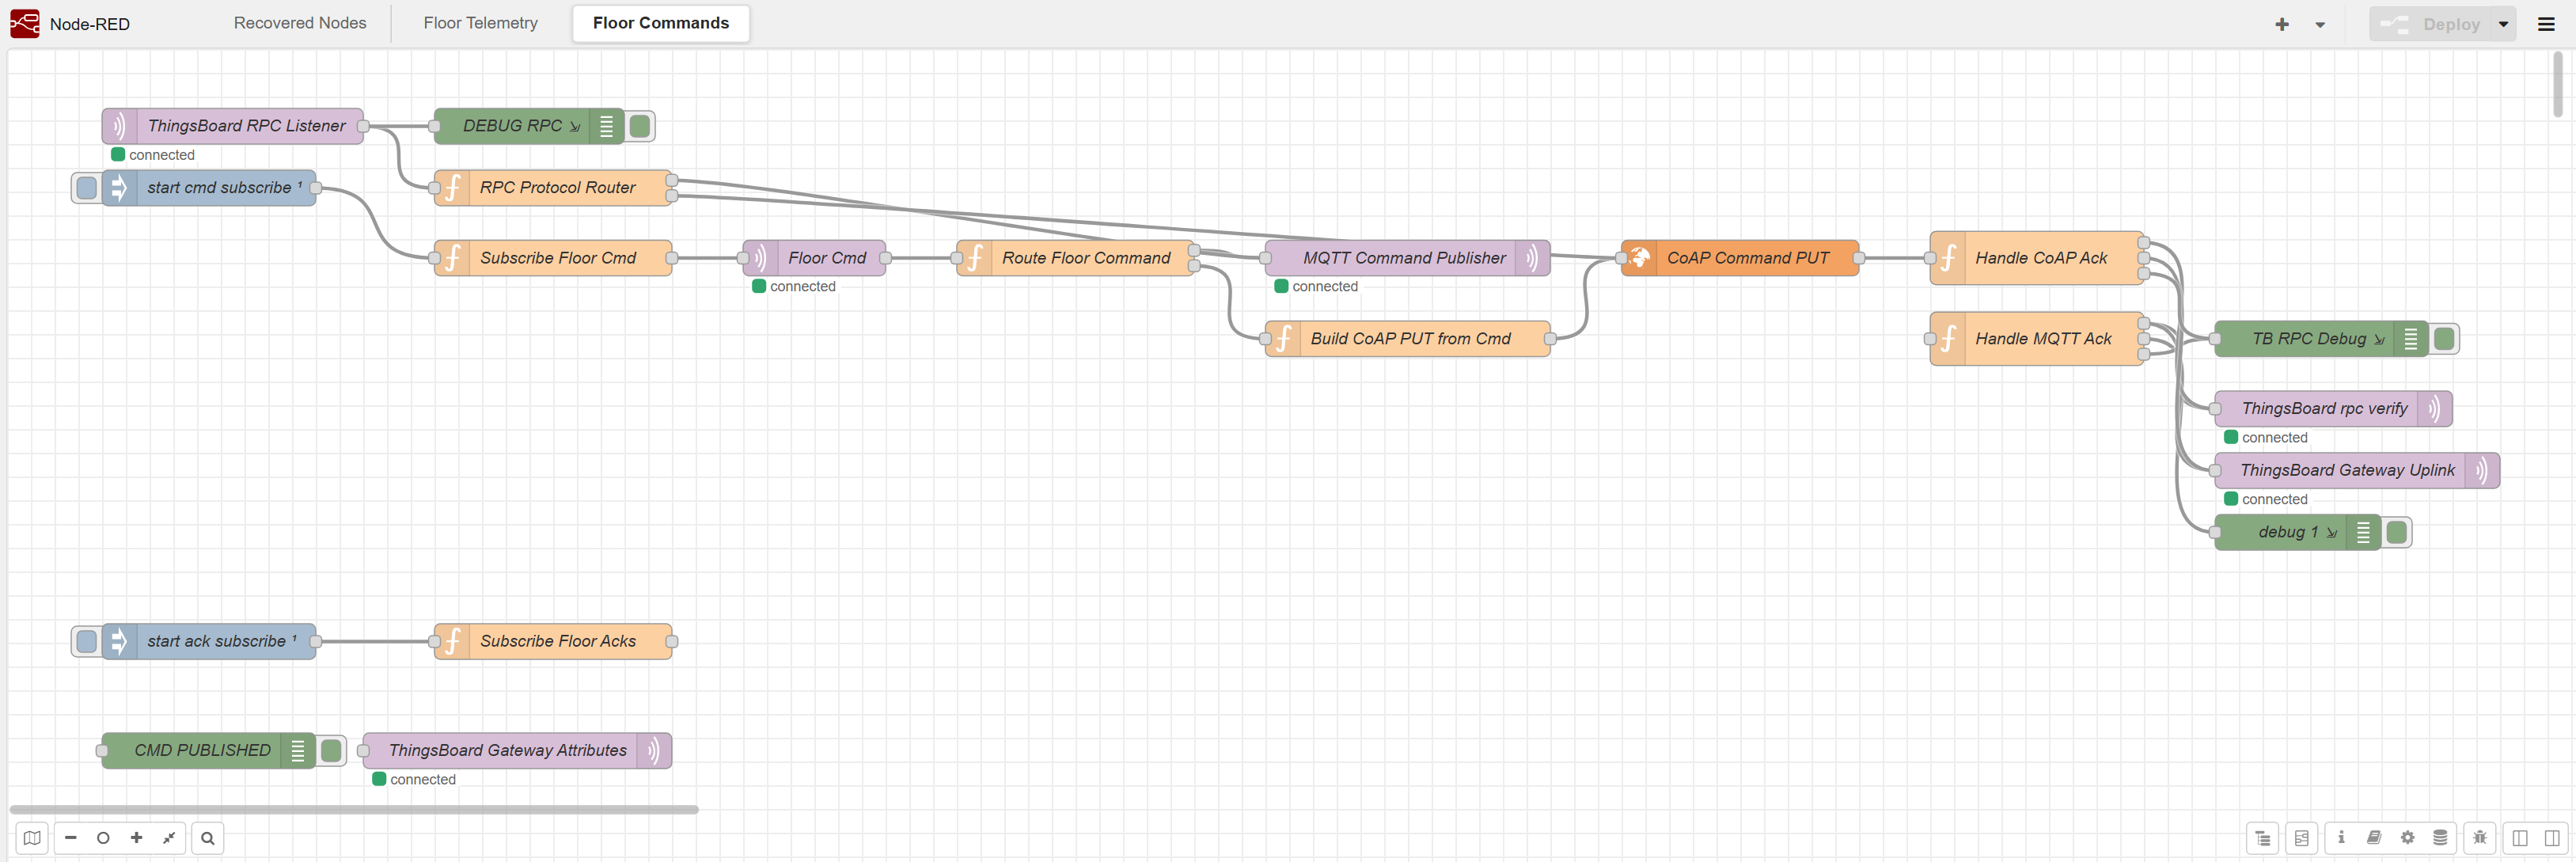 Node-RED
Recovered Nodes
Floor Telemetry
Floor Commands
Deploy
ThingsBoard RPC Listener
connected
DEBUG RPC
start cmd subscribe ¹
RPC Protocol Router
Subscribe Floor Cmd
Floor Cmd
connected
Route Floor Command
MQTT Command Publisher
connected
Build CoAP PUT from Cmd
CoAP Command PUT
Handle CoAP Ack
Handle MQTT Ack
TB RPC Debug
ThingsBoard rpc verify
connected
ThingsBoard Gateway Uplink
connected
debug 1
start ack subscribe ¹
Subscribe Floor Acks
CMD PUBLISHED
ThingsBoard Gateway Attributes
connected